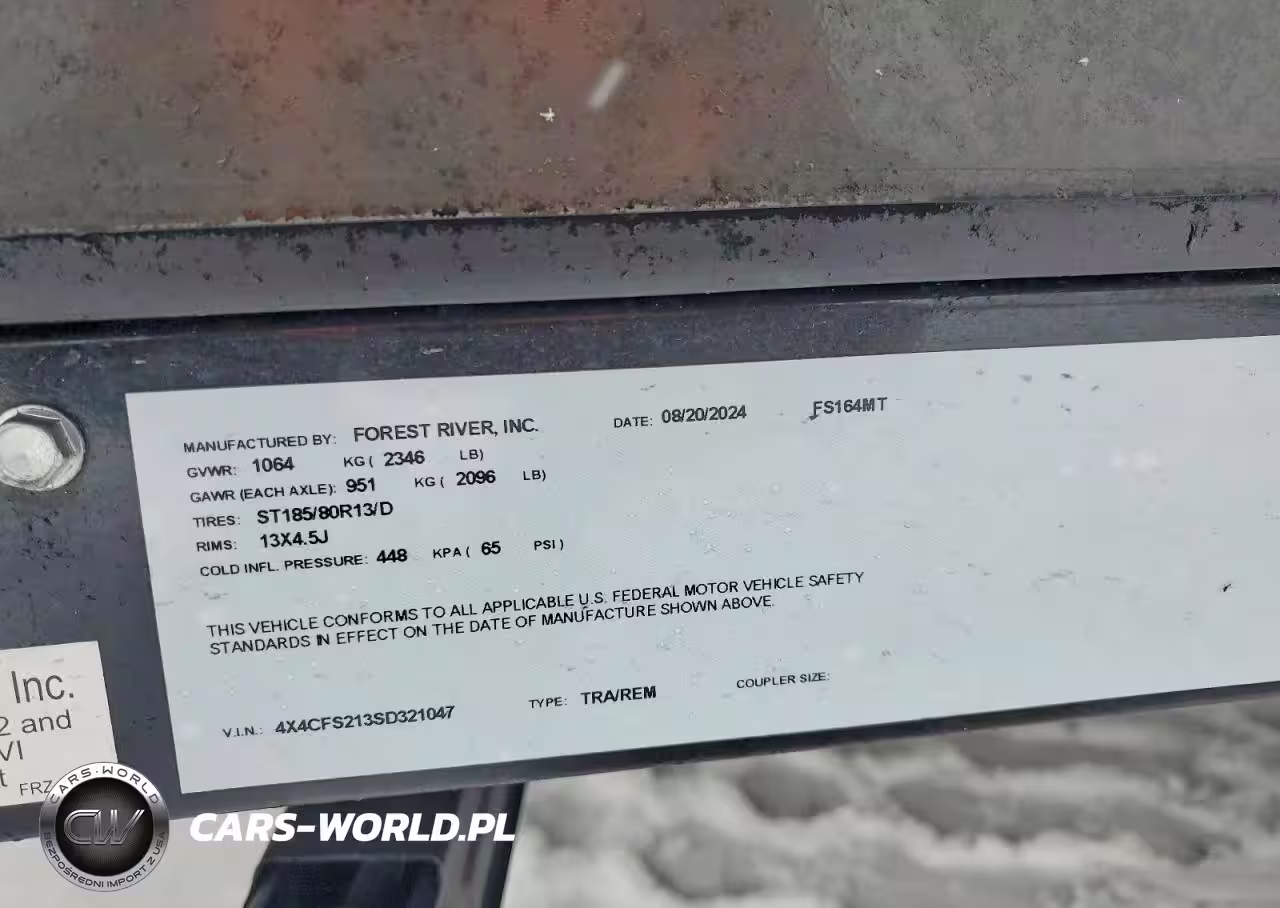 MANUFACTURED BY: FOREST RIVER, INC. DATE: 08/20/2024 FS164MT
GVWR: 1064 KG ( 2346 LB)
GAWR (EACH AXLE): 951 KG ( 2096 LB)
TIRES: ST185/80R13/D
RIMS: 13X4.5J
COLD INFL. PRESSURE: 448 KPA ( 65 PSI )
THIS VEHICLE CONFORMS TO ALL APPLICABLE U.S. FEDERAL MOTOR VEHICLE SAFETY
STANDARDS IN EFFECT ON THE DATE OF MANUFACTURE SHOWN ABOVE.
V.I.N.: 4X4CFS213SD321047 TYPE: TRA/REM COUPLER SIZE:
Inc.
2 and
VI
t FRZ
CARS-WORLD
CW
BEZPOŚREDNI IMPORT Z USA
CARS-WORLD.PL